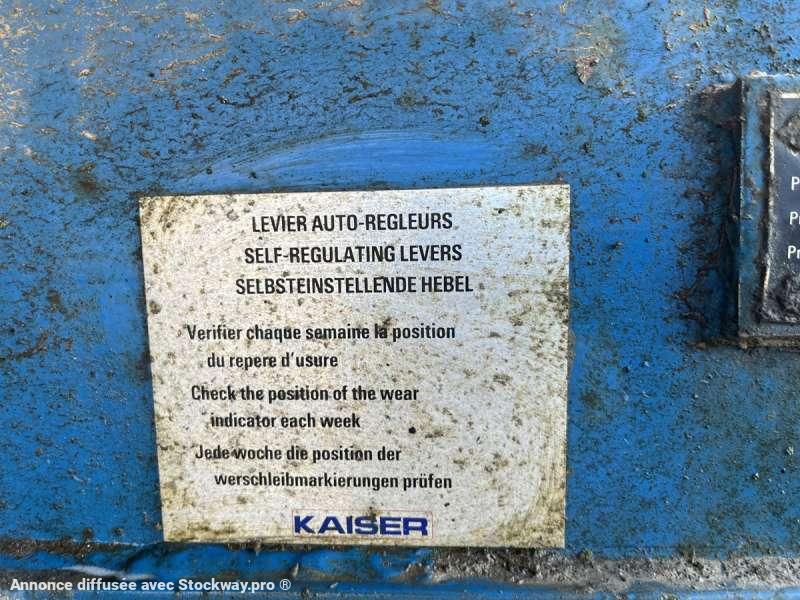 LEVIER AUTO-REGLEURS
SELF-REGULATING LEVERS
SELBSTEINSTELLENDE HEBEL
Verifier chaque semaine la position
du repere d'usure
Check the position of the wear
indicator each week
Jede woche die position der
werschleibmarkierungen prüfen
KAISER
Annonce diffusée avec Stockway.pro ®